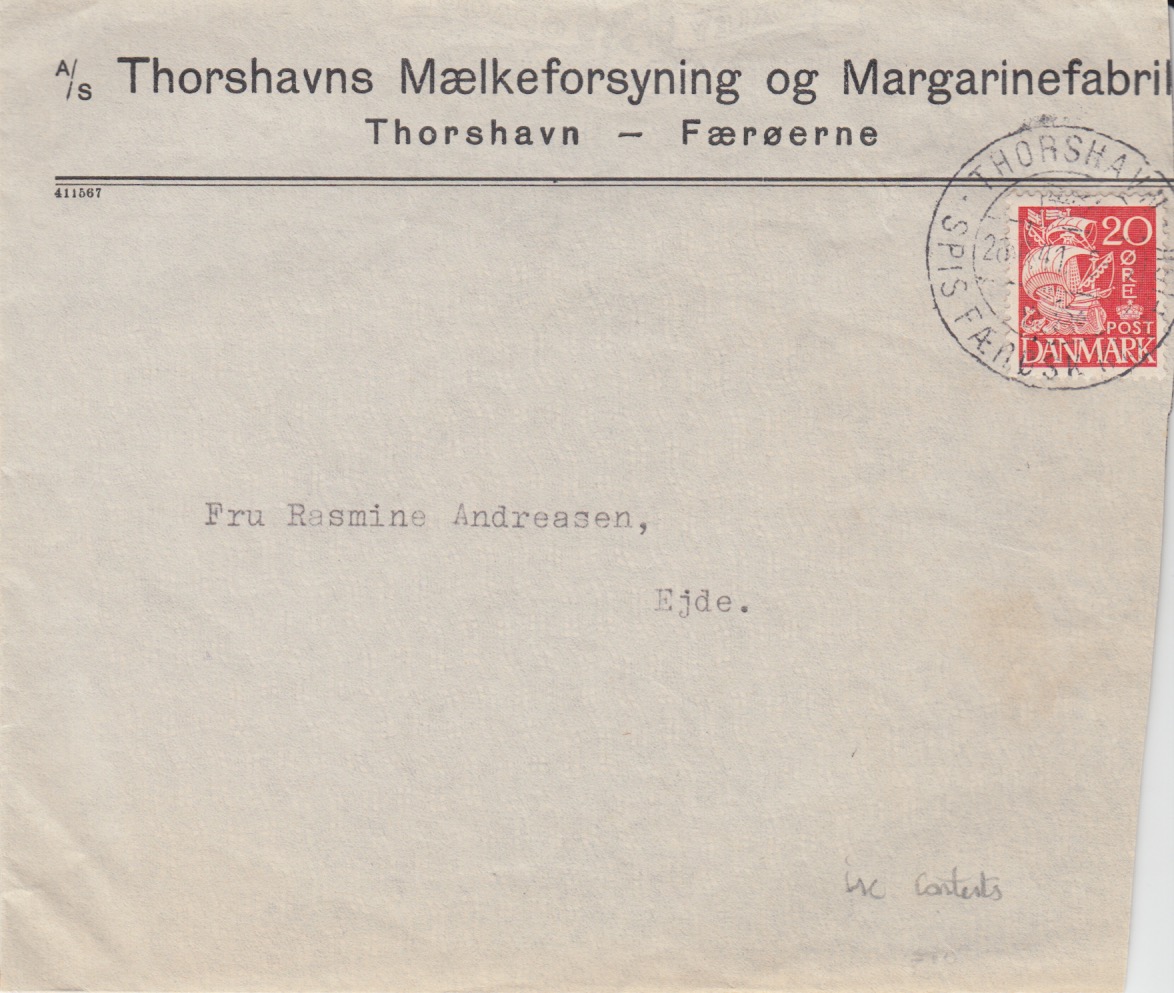 A/S Thorshavns Mælkeforsyning og Margarinefabrik
Thorshavn — Færøerne
411567
THORSHAVN
SPIS FÆRØSK
41
20
ØRE
POST
DANMARK
Fru Rasmine Andreasen,
Ejde.
inc Contents